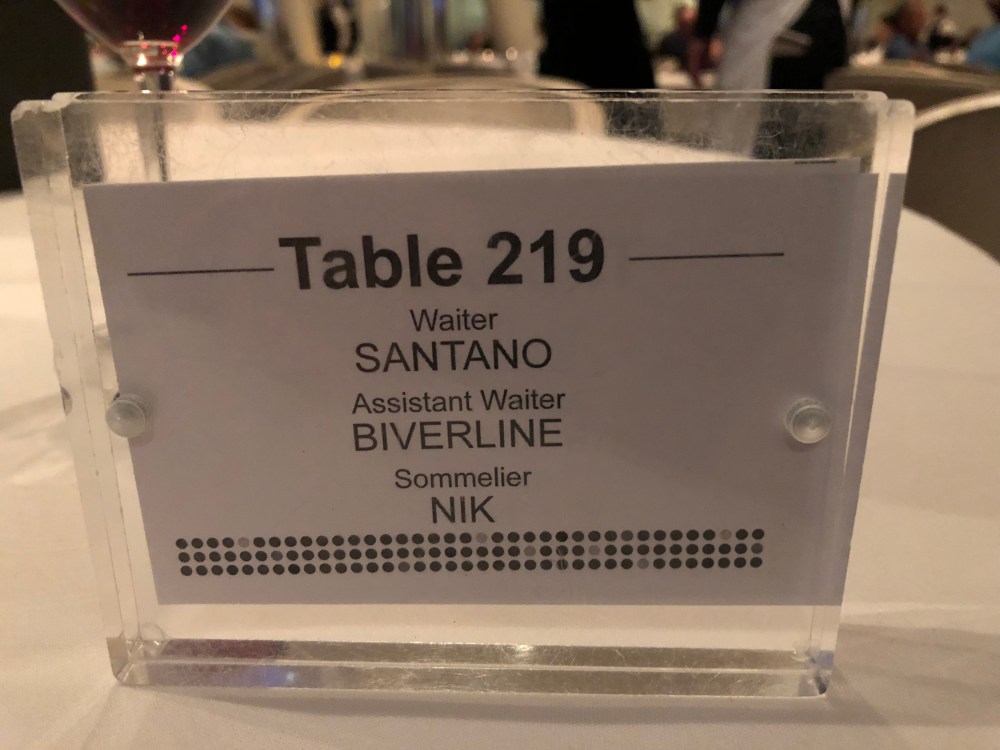 Table 219
Waiter
SANTANO
Assistant Waiter
BIVERLINE
Sommelier
NIK